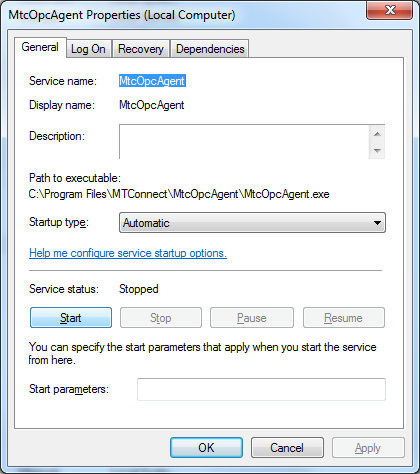 MtcOpcAgent Properties (Local Computer)
General Log On Recovery Dependencies
Service name: MtcOpcAgent
Display name: MtcOpcAgent
Description:
Path to executable:
C:\Program Files\MTConnect\MtcOpcAgent\MtcOpcAgent.exe
Startup type: Automatic
Help me configure service startup options.
Service status: Stopped
Start Stop Pause Resume
You can specify the start parameters that apply when you start the service
from here.
Start parameters:
OK Cancel Apply